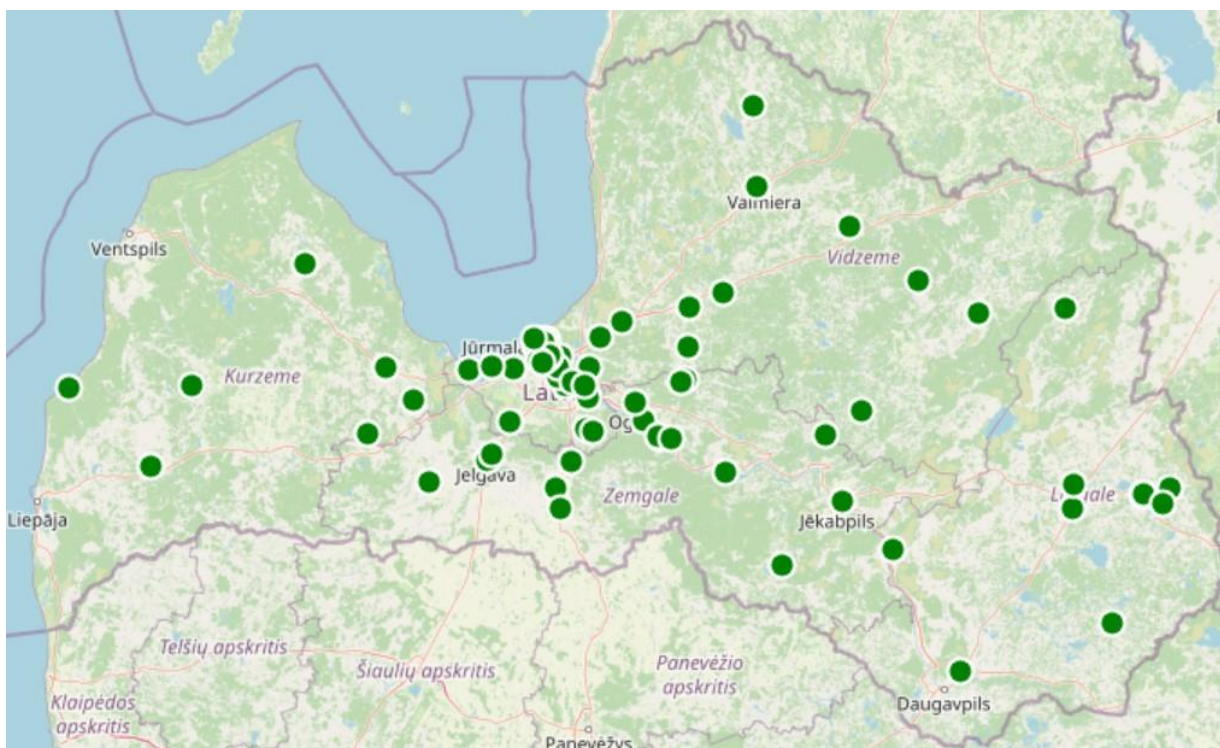 Valmiera
Ventspils
Vidzeme
Jūrmala
Kurzeme
Jelgava
Zemgale
Liepāja
Jēkabpils
Telšių apskritis
Šiaulių apskritis
Panevėžio
apskritis
Klaipėdos
apskritis
Daugavpils
Panevėžys